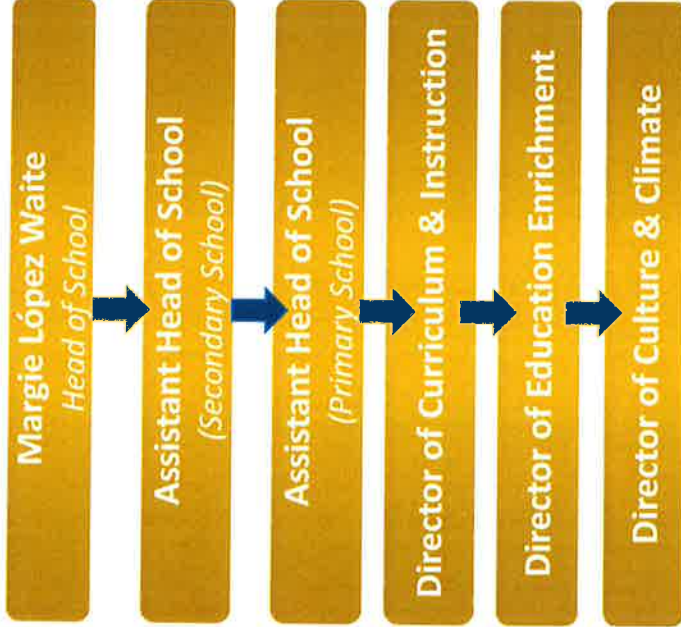 Margie López Waite
Head of School
Assistant Head of School
(Secondary School)
Assistant Head of School
(Primary School)
Director of Curriculum & Instruction
Director of Education Enrichment
Director of Culture & Climate